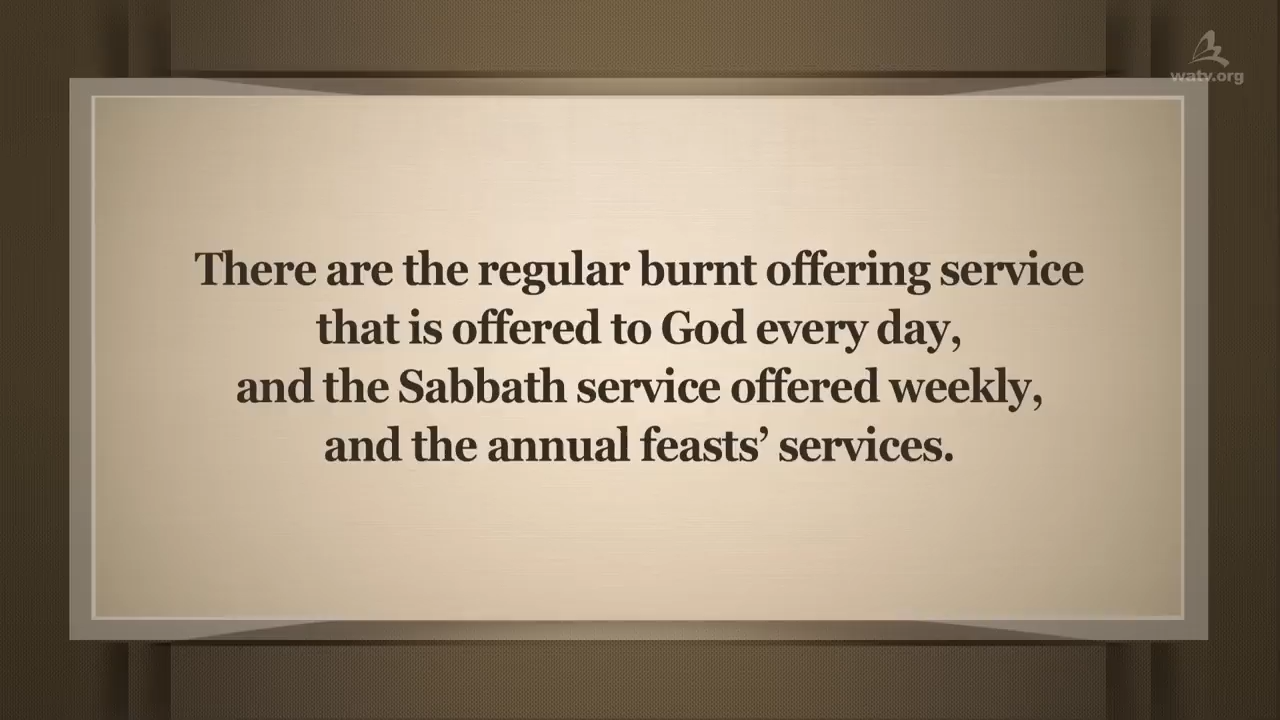 watv.org
There are the regular burnt offering service
that is offered to God every day,
and the Sabbath service offered weekly,
and the annual feasts’ services.